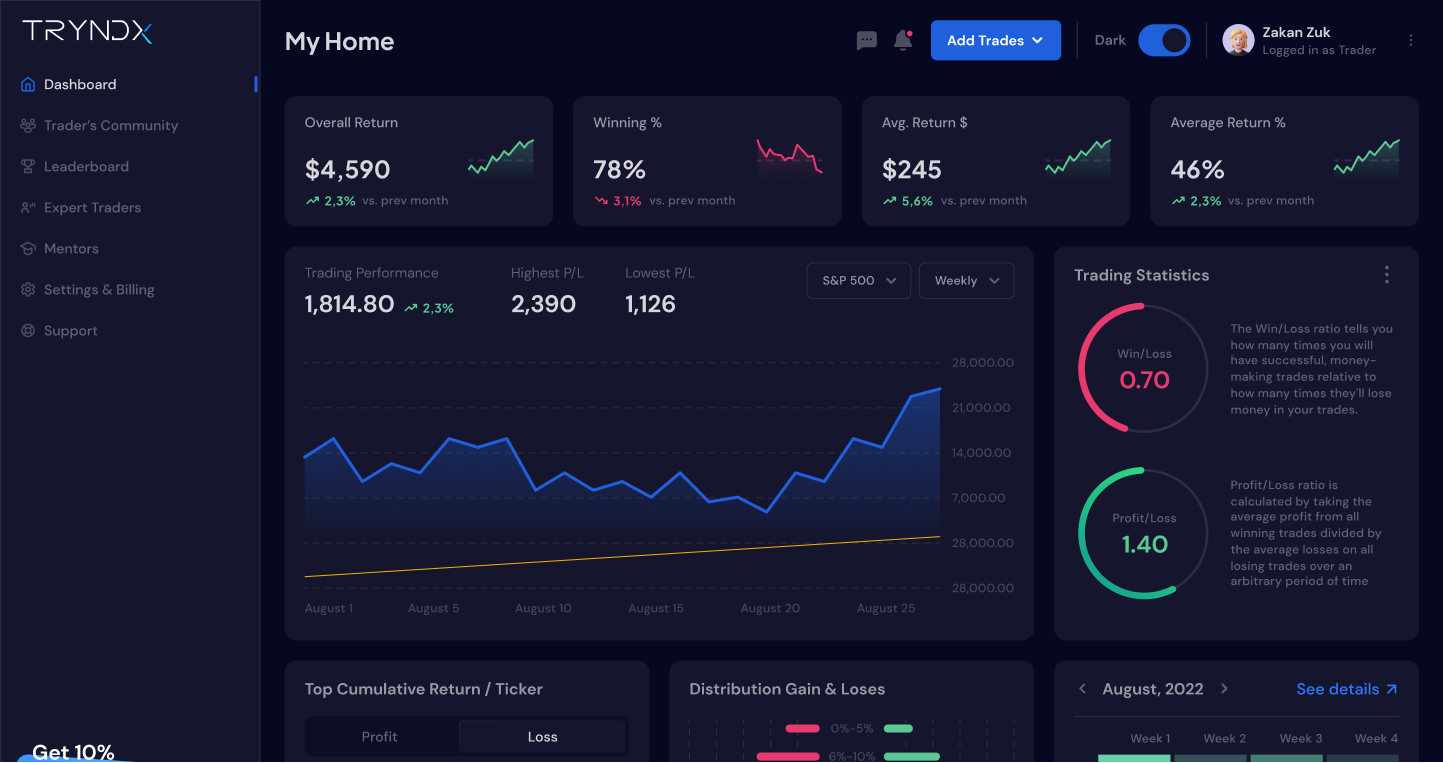 TRYNDX
Dashboard
Trader's Community
Leaderboard
Expert Traders
Mentors
Settings & Billing
Support
Get 10%
My Home
Add Trades
Dark
Zakan Zuk
Logged in as Trader
Overall Return
$4,590
2,3% vs. prev month
Winning %
78%
3,1% vs. prev month
Avg. Return $
$245
5,6% vs. prev month
Average Return %
46%
2,3% vs. prev month
Trading Performance
1,814.80 2,3%
Highest P/L
2,390
Lowest P/L
1,126
S&P 500
Weekly
28,000.00
21,000.00
14,000.00
7,000.00
28,000.00
28,000.00
August 1 August 5 August 10 August 15 August 20 August 25
Trading Statistics
Win/Loss
0.70
The Win/Loss ratio tells you
how many times you will
have successful, money-
making trades relative to
how many times they'll lose
money in your trades.
Profit/Loss
1.40
Profit/Loss ratio is
calculated by taking the
average profit from all
winning trades divided by
the average losses on all
losing trades over an
arbitrary period of time
Top Cumulative Return / Ticker
Profit Loss
Distribution Gain & Loses
0%-5%
6%-10%
August, 2022
See details
Week 1 Week 2 Week 3 Week 4